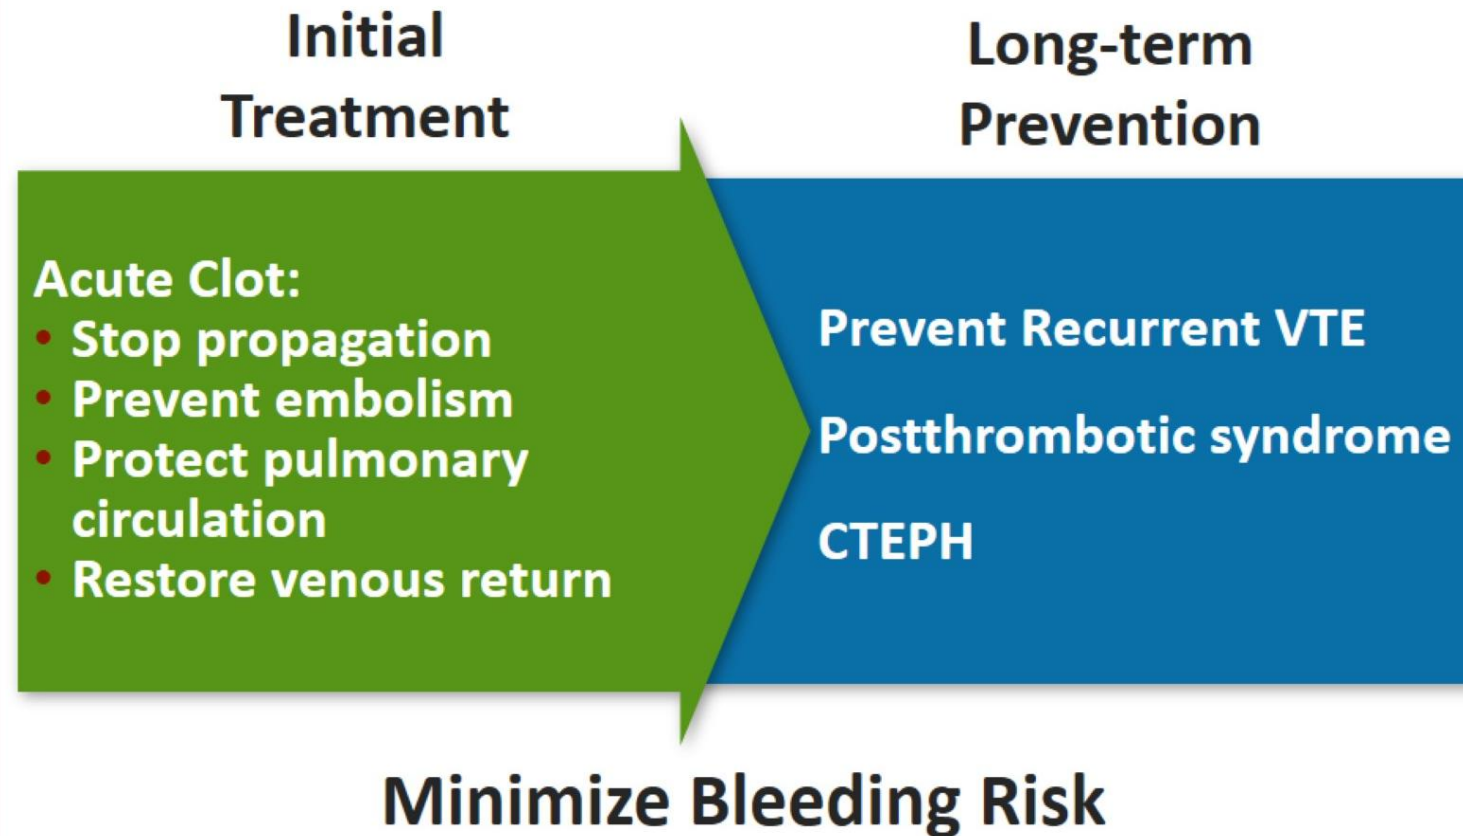 Initial
Treatment
Long-term
Prevention
Acute Clot:
• Stop propagation
• Prevent embolism
• Protect pulmonary
circulation
• Restore venous return
Prevent Recurrent VTE
Postthrombotic syndrome
CTEPH
Minimize Bleeding Risk